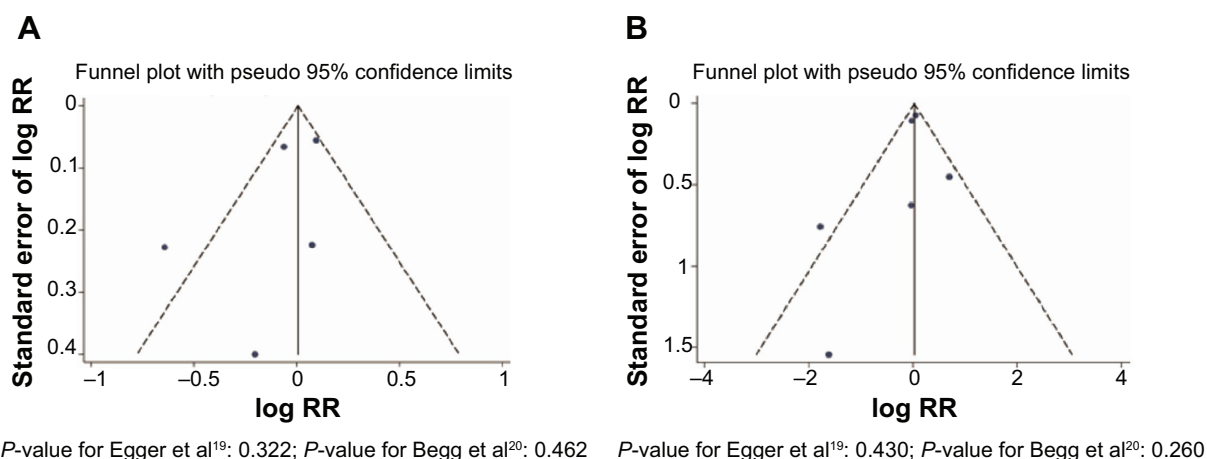 A
Funnel plot with pseudo 95% confidence limits
Standard error of log RR
0
0.1
0.2
0.3
0.4
–1
–0.5
0
0.5
1
log RR
P-value for Egger et al¹⁹: 0.322; P-value for Begg et al²⁰: 0.462
B
Funnel plot with pseudo 95% confidence limits
Standard error of log RR
0
0.5
1
1.5
–4
–2
0
2
4
log RR
P-value for Egger et al¹⁹: 0.430; P-value for Begg et al²⁰: 0.260